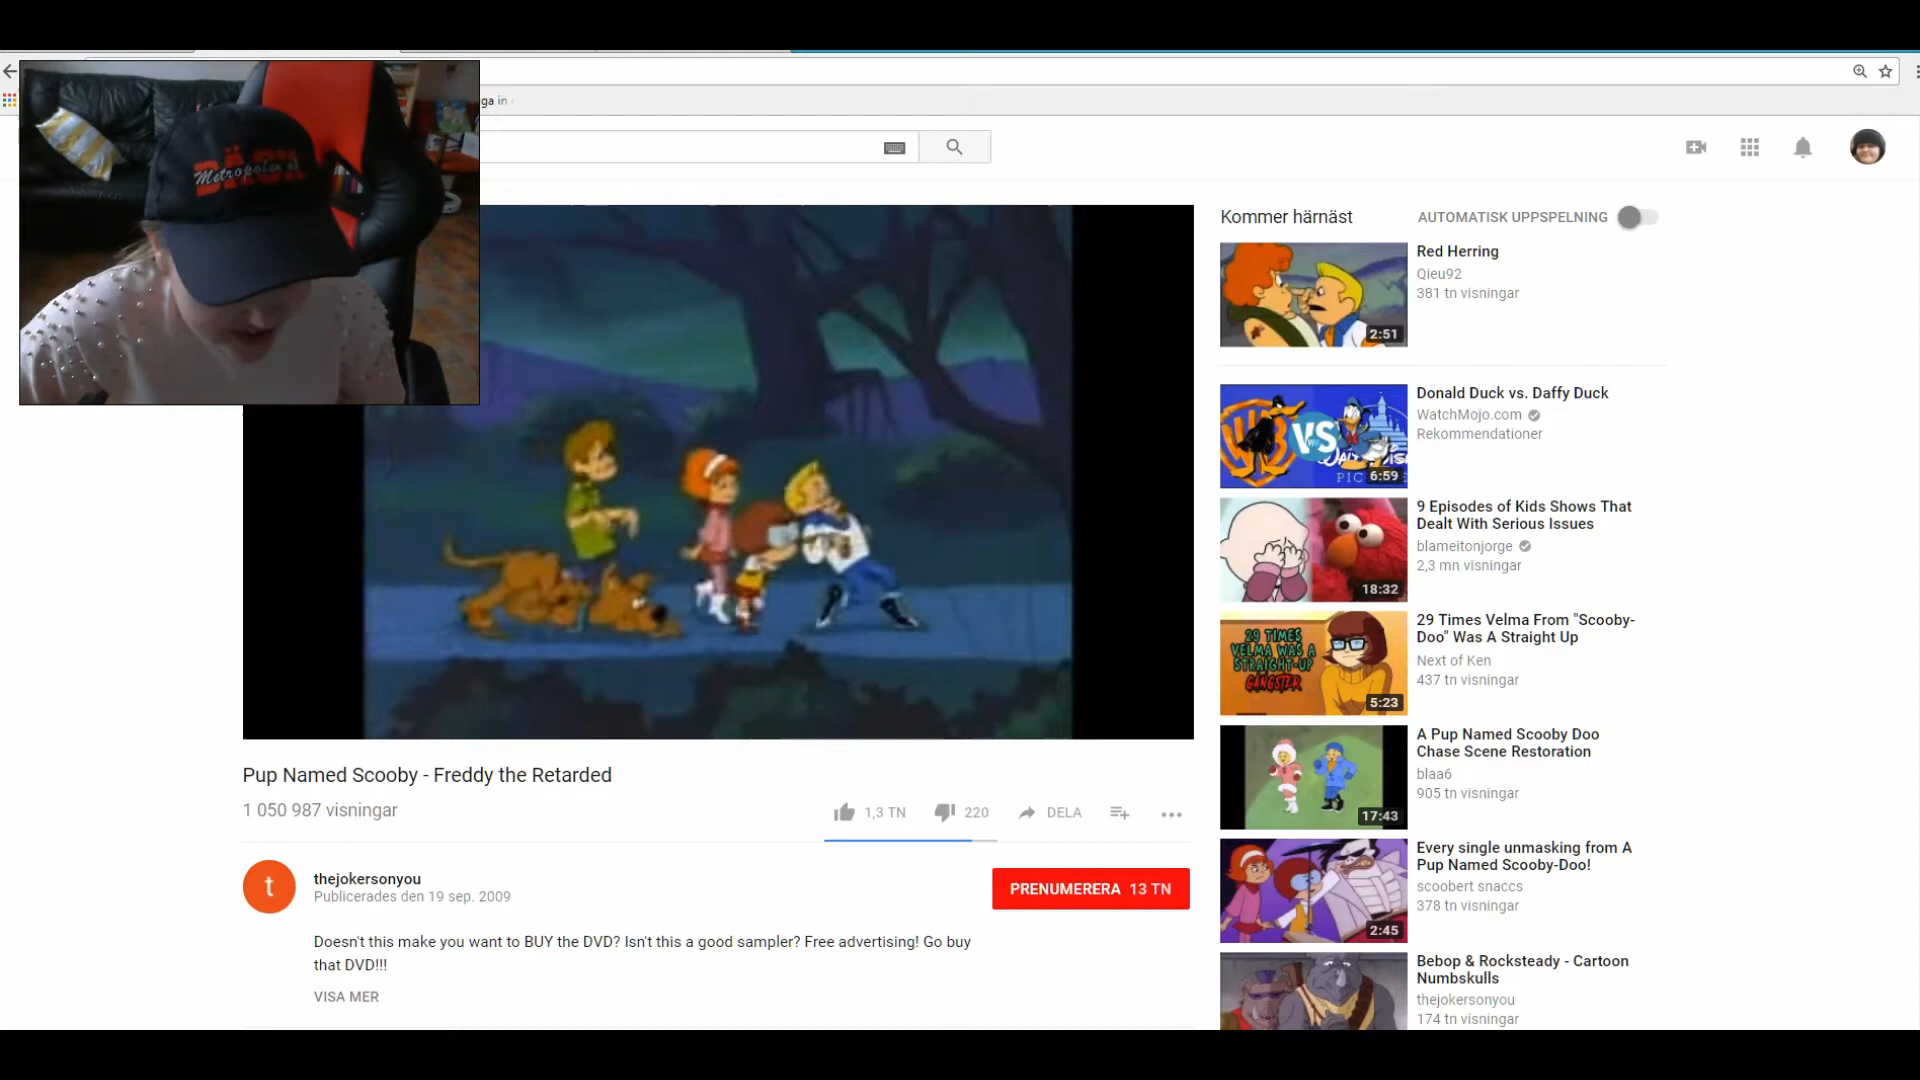 ga in
BÄCK
Metropolen
Kommer härnäst
AUTOMATISK UPPSPELNING
Red Herring
Qieu92
381 tn visningar
2:51
Donald Duck vs. Daffy Duck
WatchMojo.com
Rekommendationer
VS
6:59
9 Episodes of Kids Shows That
Dealt With Serious Issues
blameitonjorge
2,3 mn visningar
18:32
29 Times Velma From "Scooby-
Doo" Was A Straight Up
Next of Ken
437 tn visningar
29 TIMES
VELMA WAS A
STRAIGHT-UP
GANGSTER
5:23
A Pup Named Scooby Doo
Chase Scene Restoration
blaa6
905 tn visningar
17:43
Every single unmasking from A
Pup Named Scooby-Doo!
scoobert snaccs
378 tn visningar
2:45
Bebop & Rocksteady - Cartoon
Numbskulls
thejokersonyou
174 tn visningar
Pup Named Scooby - Freddy the Retarded
1 050 987 visningar
1,3 TN
220
DELA
t
thejokersonyou
Publicerades den 19 sep. 2009
PRENUMERERA 13 TN
Doesn't this make you want to BUY the DVD? Isn't this a good sampler? Free advertising! Go buy
that DVD!!!
VISA MER